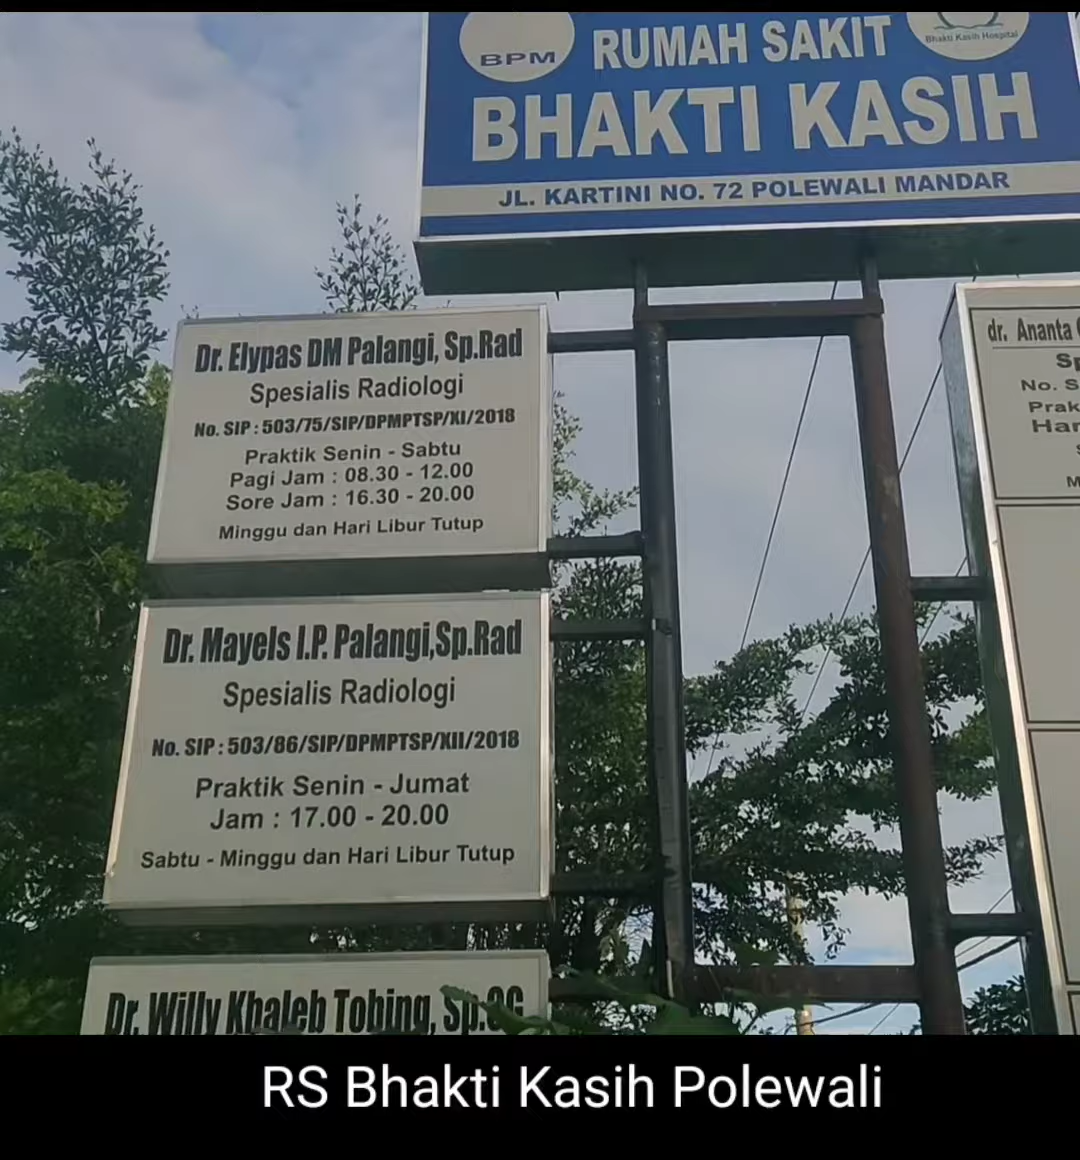 BPM
RUMAH SAKIT
Bhakti Kasih Hospital
BHAKTI KASIH
JL. KARTINI NO. 72 POLEWALI MANDAR
Dr. Elypas DM Palangi, Sp.Rad
Spesialis Radiologi
No. SIP : 503/75/SIP/DPMPTSP/XI/2018
Praktik Senin - Sabtu
Pagi Jam : 08.30 - 12.00
Sore Jam : 16.30 - 20.00
Minggu dan Hari Libur Tutup
Dr. Mayels I.P. Palangi,Sp.Rad
Spesialis Radiologi
No. SIP : 503/86/SIP/DPMPTSP/XII/2018
Praktik Senin - Jumat
Jam : 17.00 - 20.00
Sabtu - Minggu dan Hari Libur Tutup
Dr. Willy Khaleb Tobing, Sp.OG
dr. Ananta
No.
RS Bhakti Kasih Polewali